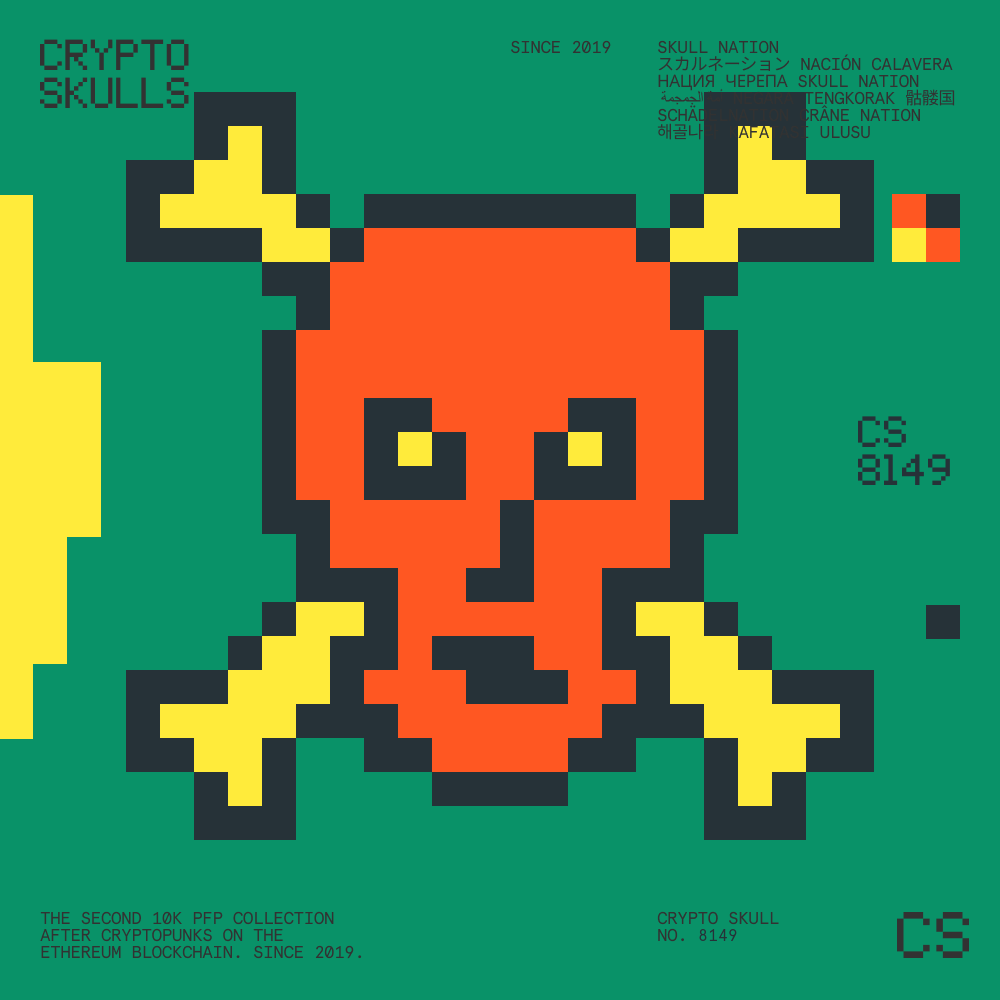 CRYPTO
SKULLS
SINCE 2019
SKULL NATION
スカルネーション NACIÓN CALAVERA
НАЦИЯ ЧЕРЕПА SKULL NATION
TENGKORAK 骷髅国
CRÂNE NATION
해골나 ULUSU
CS
8149
THE SECOND 10K PFP COLLECTION
AFTER CRYPTOPUNKS ON THE
ETHEREUM BLOCKCHAIN. SINCE 2019.
CRYPTO SKULL
NO. 8149
CS